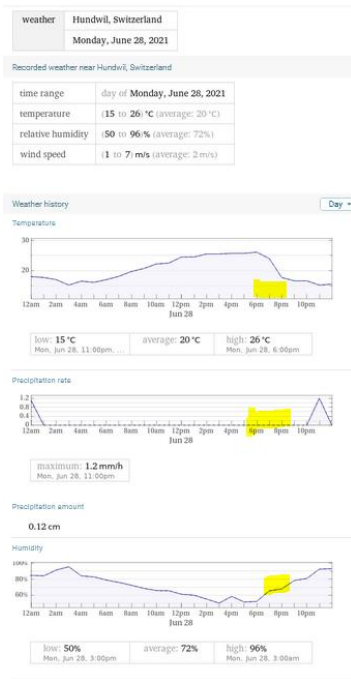 weather Hundwil, Switzerland
Monday, June 28, 2021
Recorded weather near Hundwil, Switzerland
time range day of Monday, June 28, 2021
temperature (15 to 26) °C (average: 20 °C)
relative humidity (50 to 96)% (average: 72%)
wind speed (1 to 7) m/s (average: 2 m/s)
Weather history Day
Temperature
30
20
12am 2am 4am 6am 8am 10am 12pm 2pm 4pm 6pm 8pm 10pm
Jun 28
low: 15 °C average: 20 °C high: 26 °C
Mon, Jun 28, 11:00pm, ... Mon, Jun 28, 6:00pm
Precipitation rate
1.2
0.8
0.4
0
12am 2am 4am 6am 8am 10am 12pm 2pm 4pm 6pm 8pm 10pm
Jun 28
maximum: 1.2 mm/h
Mon, Jun 28, 11:00pm
Precipitation amount
0.12 cm
Humidity
100%
80%
60%
12am 2am 4am 6am 8am 10am 12pm 2pm 4pm 6pm 8pm 10pm
Jun 28
low: 50% average: 72% high: 96%
Mon, Jun 28, 3:00pm Mon, Jun 28, 3:00am